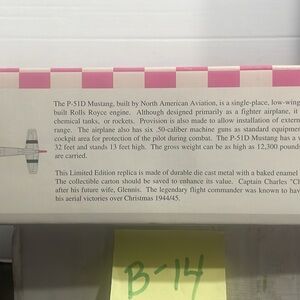 The P-51D Mustang, built by North American Aviation, is a single-place, low-wing
built Rolls Royce engine. Although designed primarily as a fighter airplane, it
chemical tanks, or rockets. Provision is also made to allow installation of extern
range. The airplane also has six .50-caliber machine guns as standard equipme
cockpit area for protection of the pilot during combat. The P-51D Mustang has a
32 feet and stands 13 feet high. The gross weight can be as high as 12,300 pound
are carried.
This Limited Edition replica is made of durable die cast metal with a baked enamel
The collectible carton should be saved to enhance its value. Captain Charles "Ch
after his future wife, Glennis. The legendary flight commander was known to hav
his aerial victories over Christmas 1944/45.
B-14